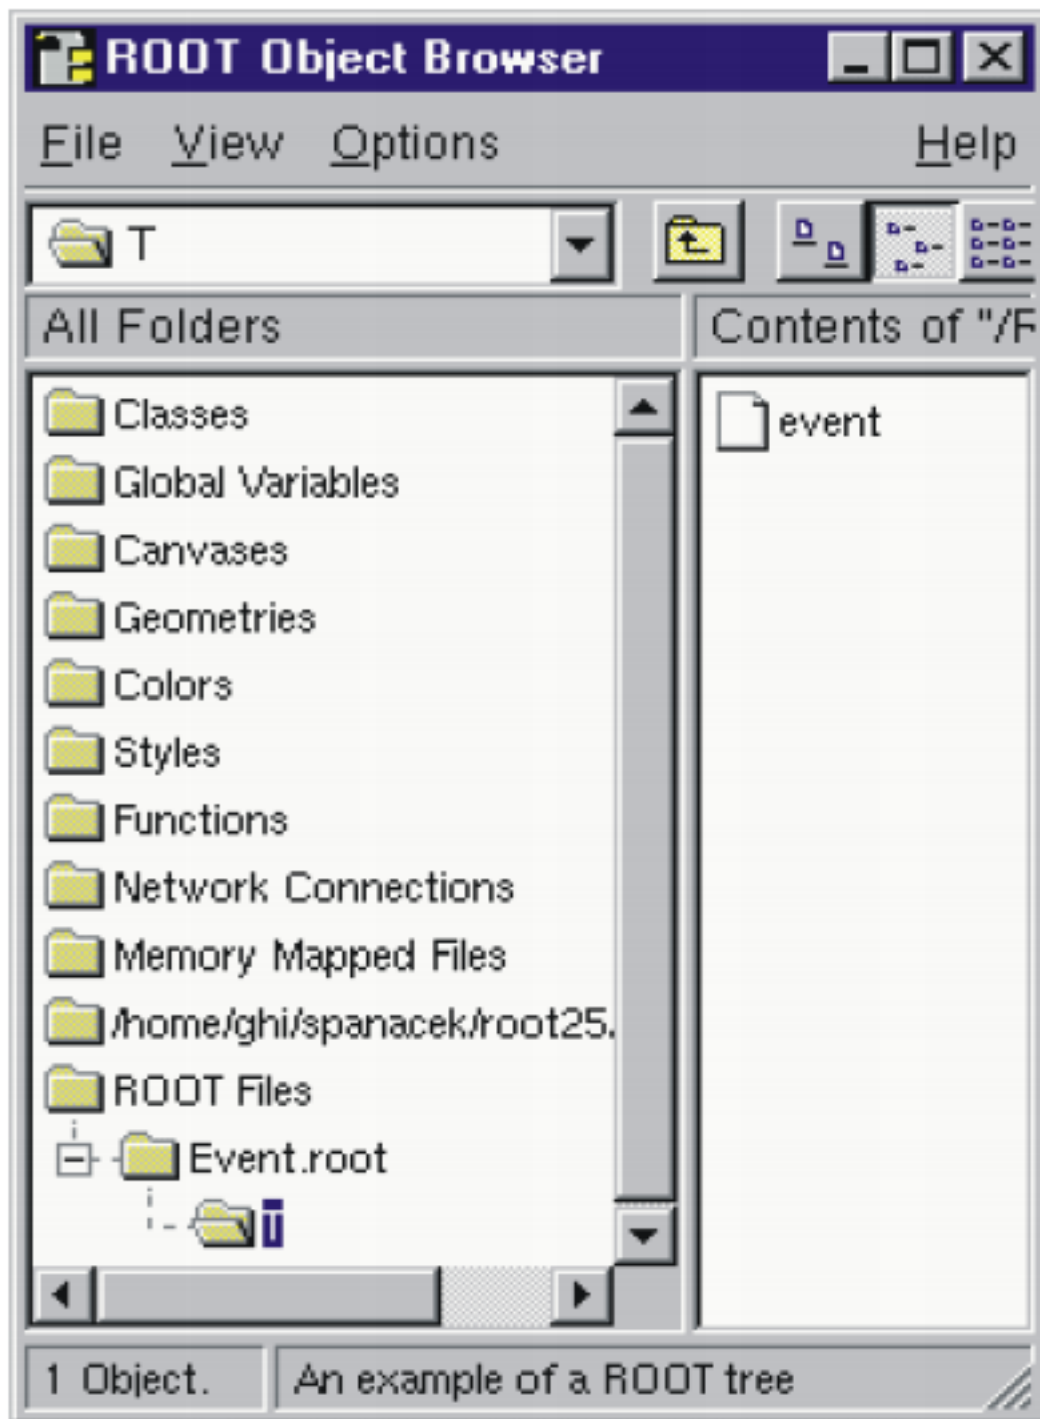 ROOT Object Browser
File View Options Help
T
All Folders
Contents of "/R
Classes
Global Variables
Canvases
Geometries
Colors
Styles
Functions
Network Connections
Memory Mapped Files
/home/ghi/spanacek/root25.
ROOT Files
Event.root
T
event
1 Object.
An example of a ROOT tree